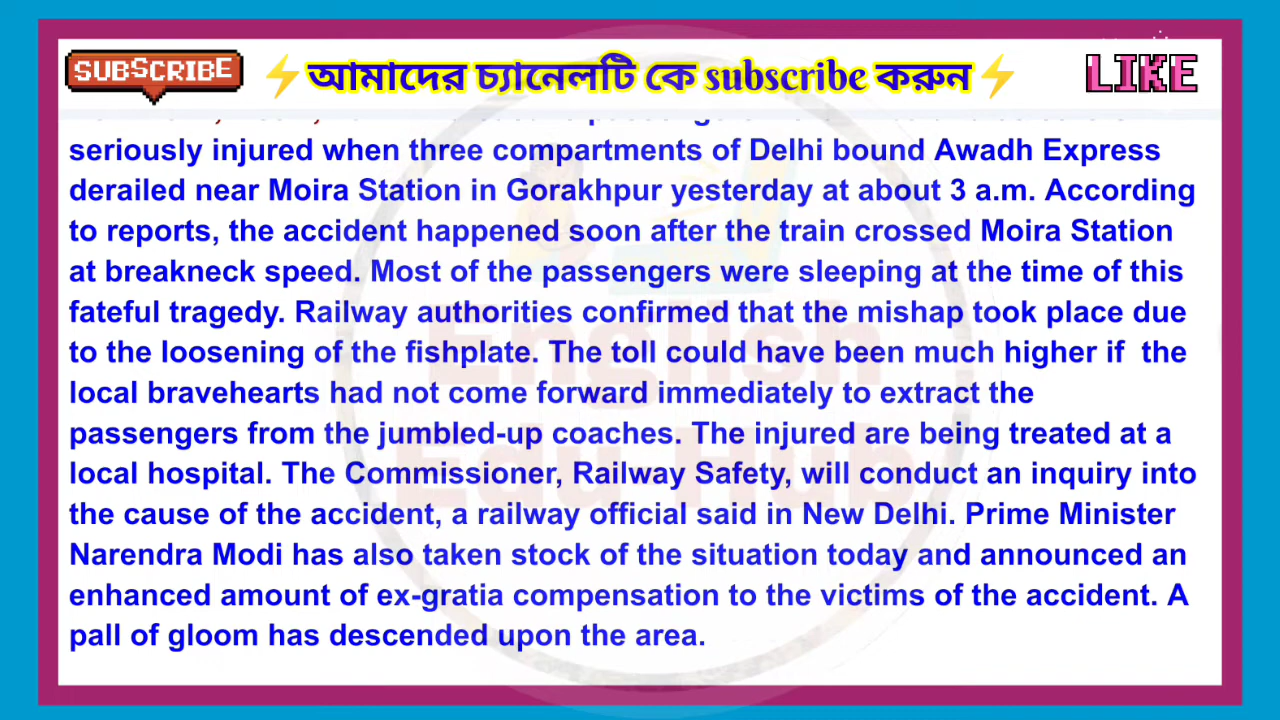 SUBSCRIBE
⚡আমাদের চ্যানেলটি কে subscribe করুন⚡
LIKE
seriously injured when three compartments of Delhi bound Awadh Express
derailed near Moira Station in Gorakhpur yesterday at about 3 a.m. According
to reports, the accident happened soon after the train crossed Moira Station
at breakneck speed. Most of the passengers were sleeping at the time of this
fateful tragedy. Railway authorities confirmed that the mishap took place due
to the loosening of the fishplate. The toll could have been much higher if the
local bravehearts had not come forward immediately to extract the
passengers from the jumbled-up coaches. The injured are being treated at a
local hospital. The Commissioner, Railway Safety, will conduct an inquiry into
the cause of the accident, a railway official said in New Delhi. Prime Minister
Narendra Modi has also taken stock of the situation today and announced an
enhanced amount of ex-gratia compensation to the victims of the accident. A
pall of gloom has descended upon the area.
English
Edu Hub